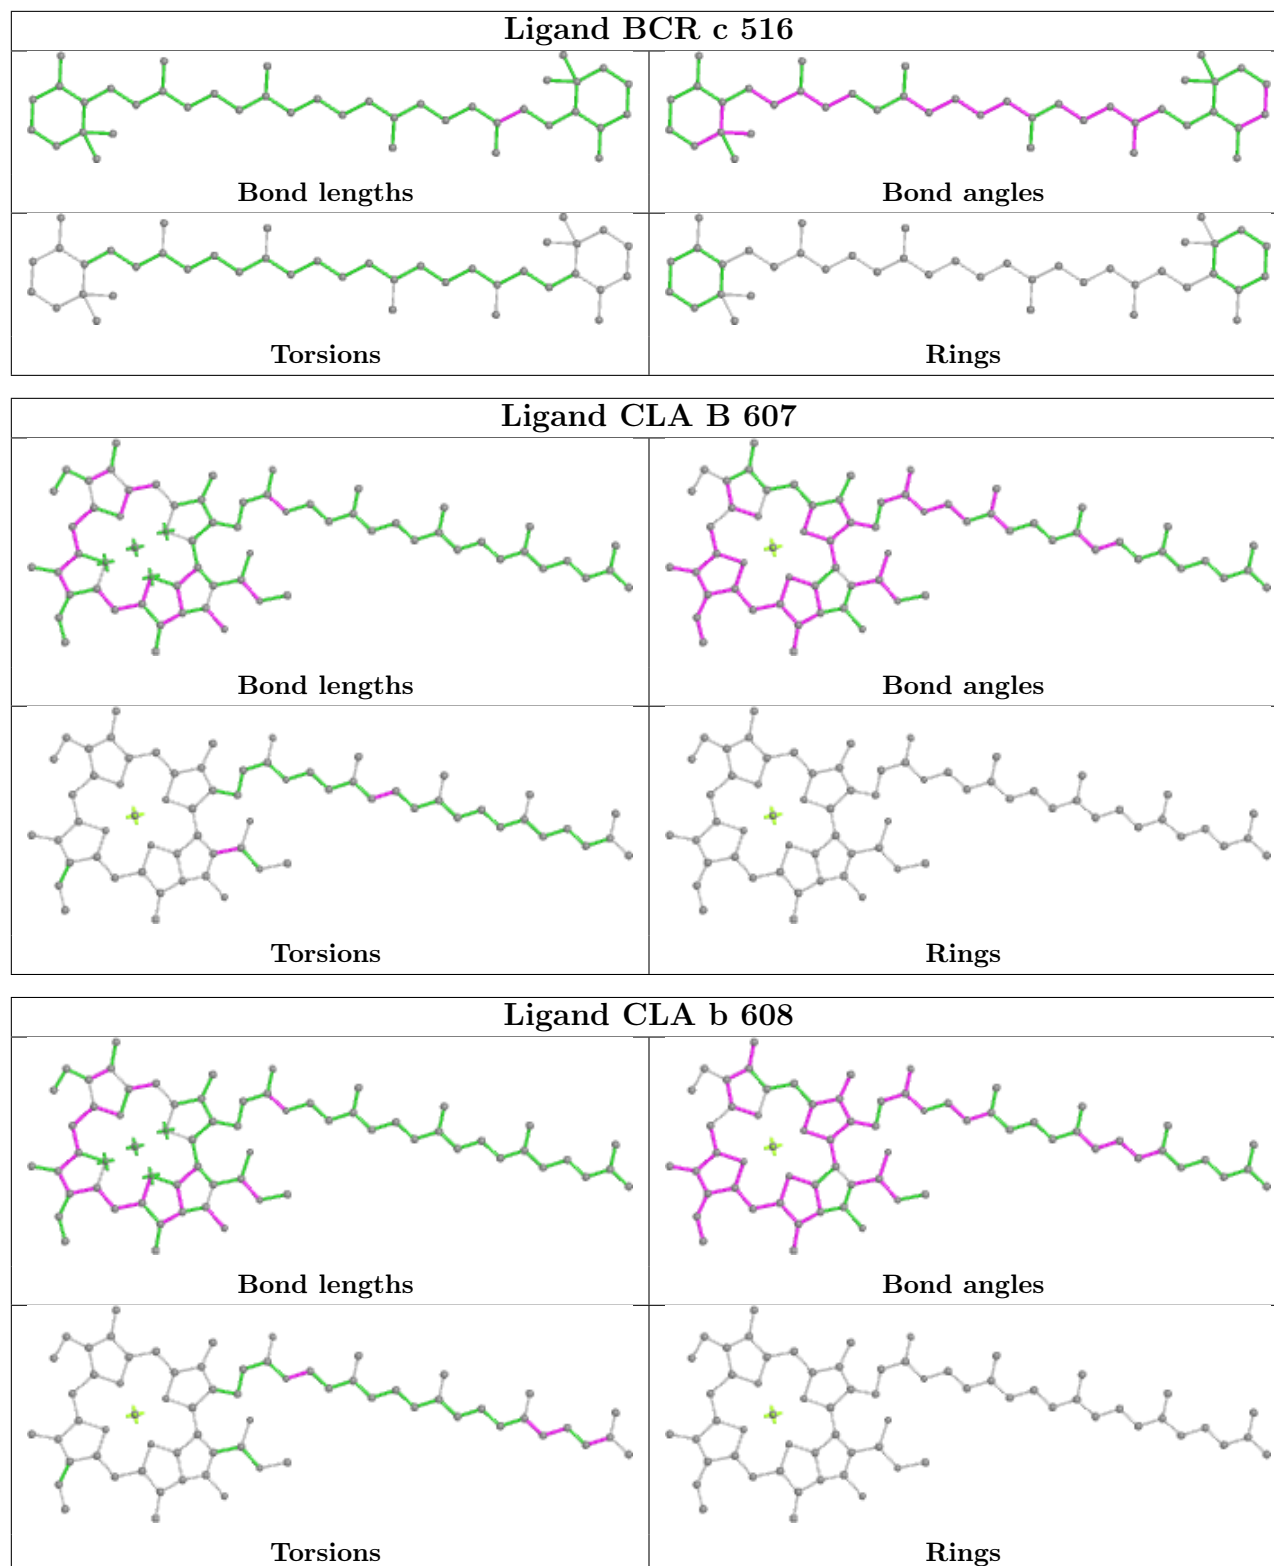 Ligand BCR c 516
Bond lengths
Bond angles
Torsions
Rings
Ligand CLA B 607
Bond lengths
Bond angles
Torsions
Rings
Ligand CLA b 608
Bond lengths
Bond angles
Torsions
Rings